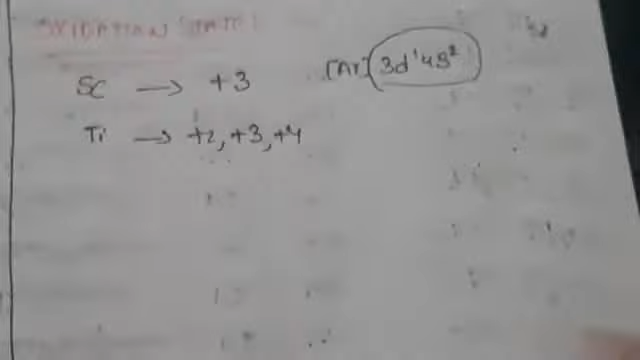 OXIDATION STATE
Sc → +3 [Ar] 3d¹4s²
Ti → +2, +3, +4